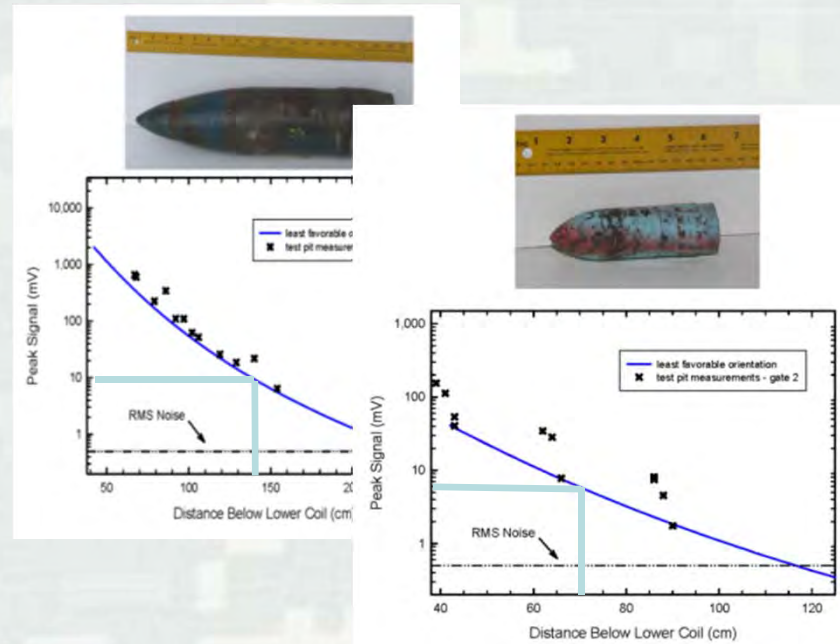 10,000
1,000
100
10
1
Peak Signal (mV)
least favorable o
test pit measure
RMS Noise
50 100 150
Distance Below Lower Coil (cm)
1 2 3 4 5 6 7
1,000
100
10
1
Peak Signal (mV)
least favorable orientation
test pit measurements - gate 2
RMS Noise
40 60 80 100 120
Distance Below Lower Coil (cm)